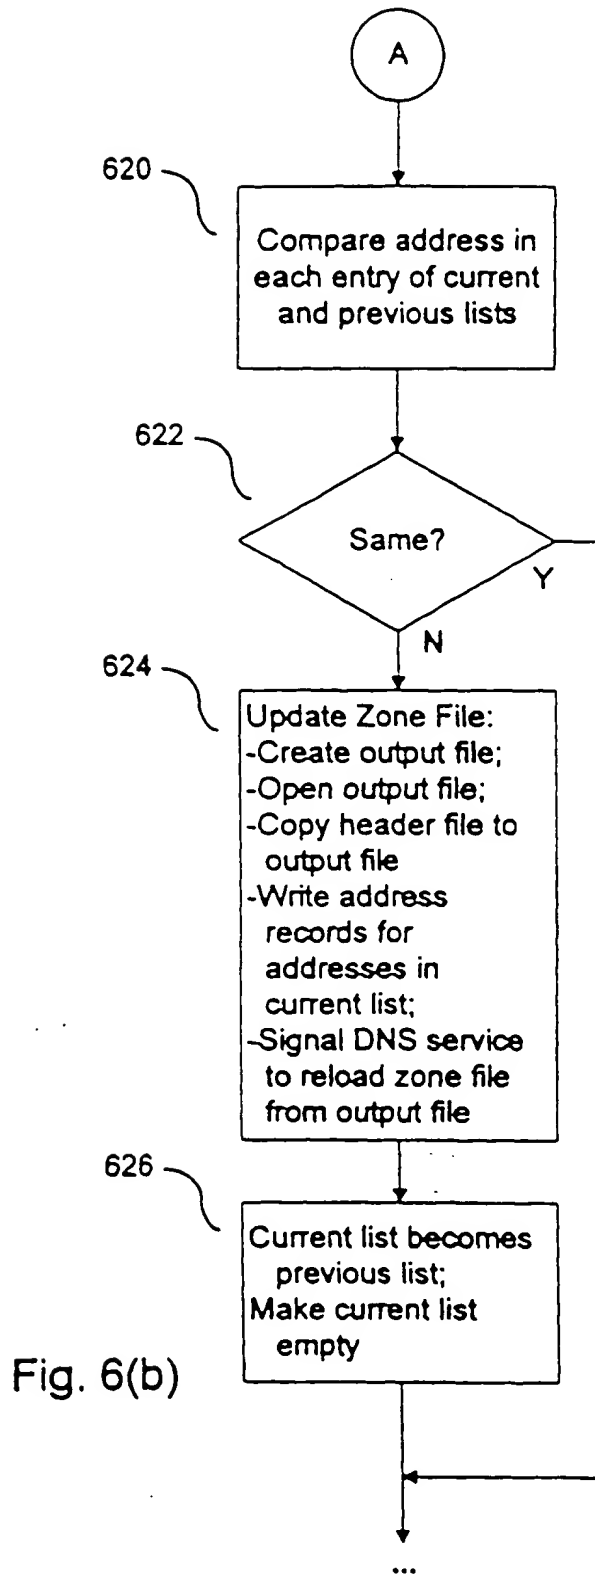 A
620
Compare address in
each entry of current
and previous lists
622
Same?
Y
N
624
Update Zone File:
-Create output file;
-Open output file;
-Copy header file to
output file
-Write address
records for
addresses in
current list;
-Signal DNS service
to reload zone file
from output file
626
Current list becomes
previous list;
Make current list
empty
Fig. 6(b)
...